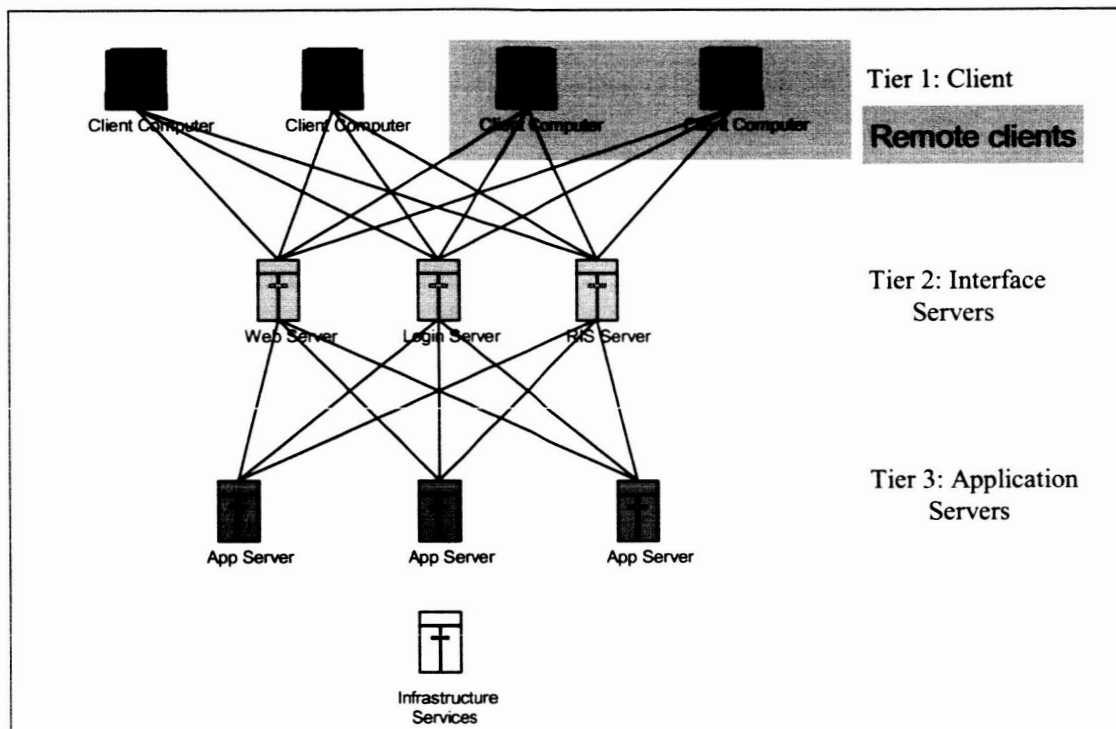 Client Computer
Client Computer
Client Computer
Client Computer
Tier 1: Client
Remote clients
Web Server
Login Server
RIS Server
Tier 2: Interface
Servers
App Server
App Server
App Server
Tier 3: Application
Servers
Infrastructure
Services